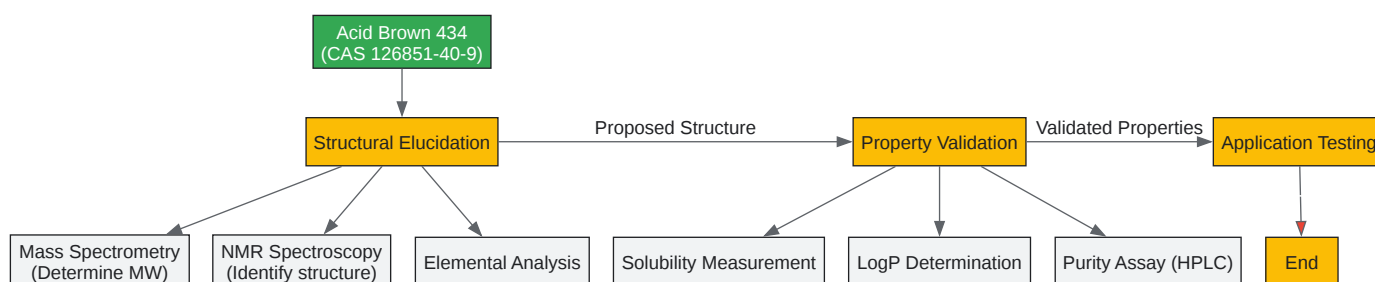 Acid Brown 434
(CAS 126851-40-9)
Structural Elucidation
Proposed Structure
Property Validation
Validated Properties
Application Testing
Mass Spectrometry
(Determine MW)
NMR Spectroscopy
(Identify structure)
Elemental Analysis
Solubility Measurement
LogP Determination
Purity Assay (HPLC)
End